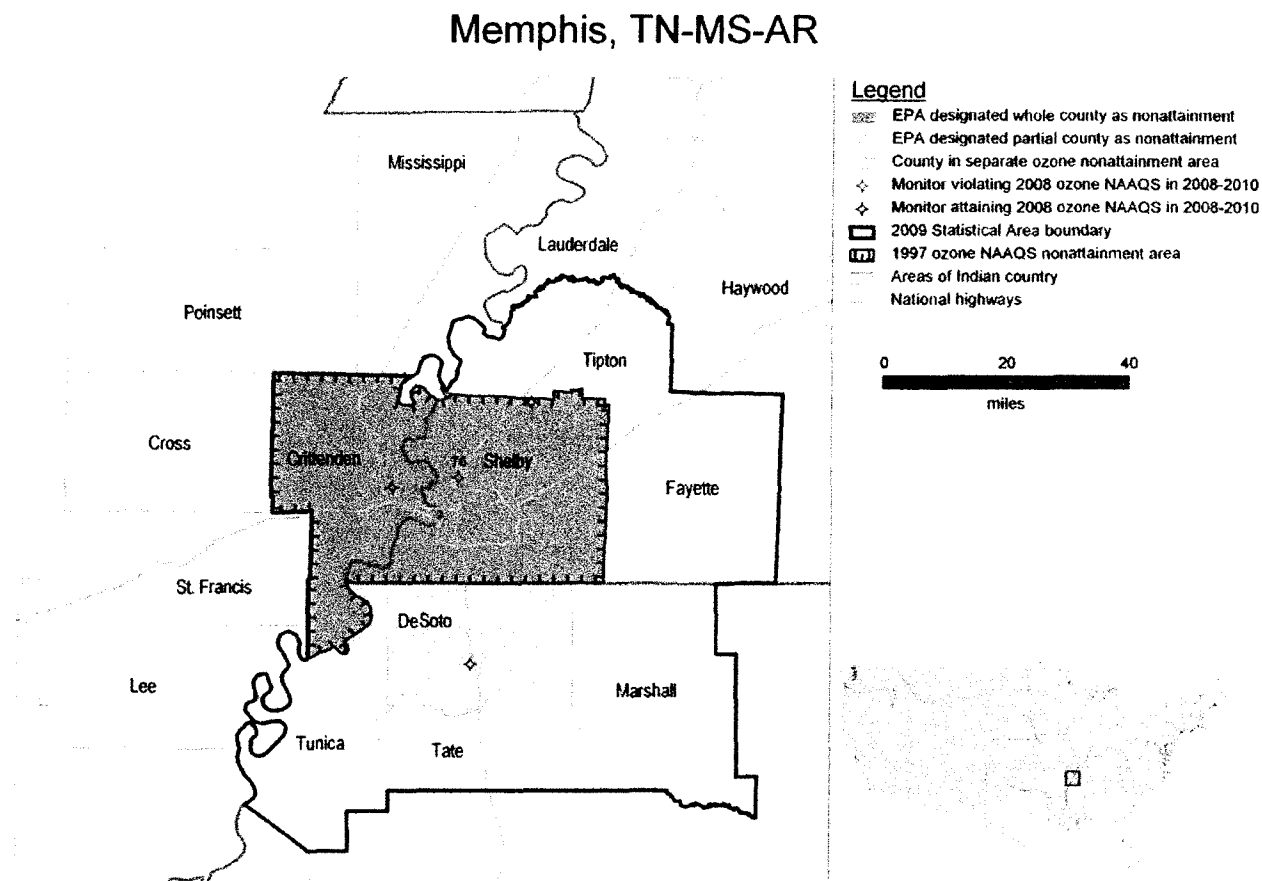 Memphis, TN-MS-AR
Legend
EPA designated whole county as nonattainment
EPA designated partial county as nonattainment
County in separate ozone nonattainment area
Monitor violating 2008 ozone NAAQS in 2008-2010
Monitor attaining 2008 ozone NAAQS in 2008-2010
2009 Statistical Area boundary
1997 ozone NAAQS nonattainment area
Areas of Indian country
National highways
0 20 40
miles
Mississippi
Lauderdale
Haywood
Poinsett
Tipton
Cross
Crittenden
76
Shelby
Fayette
St. Francis
DeSoto
Lee
Marshall
Tunica
Tate